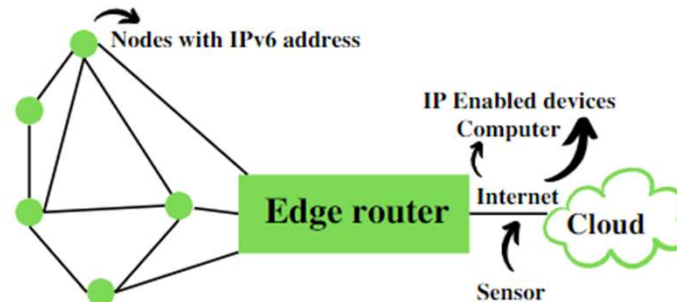 Nodes with IPv6 address
IP Enabled devices
Computer
Edge router
Internet
Cloud
Sensor